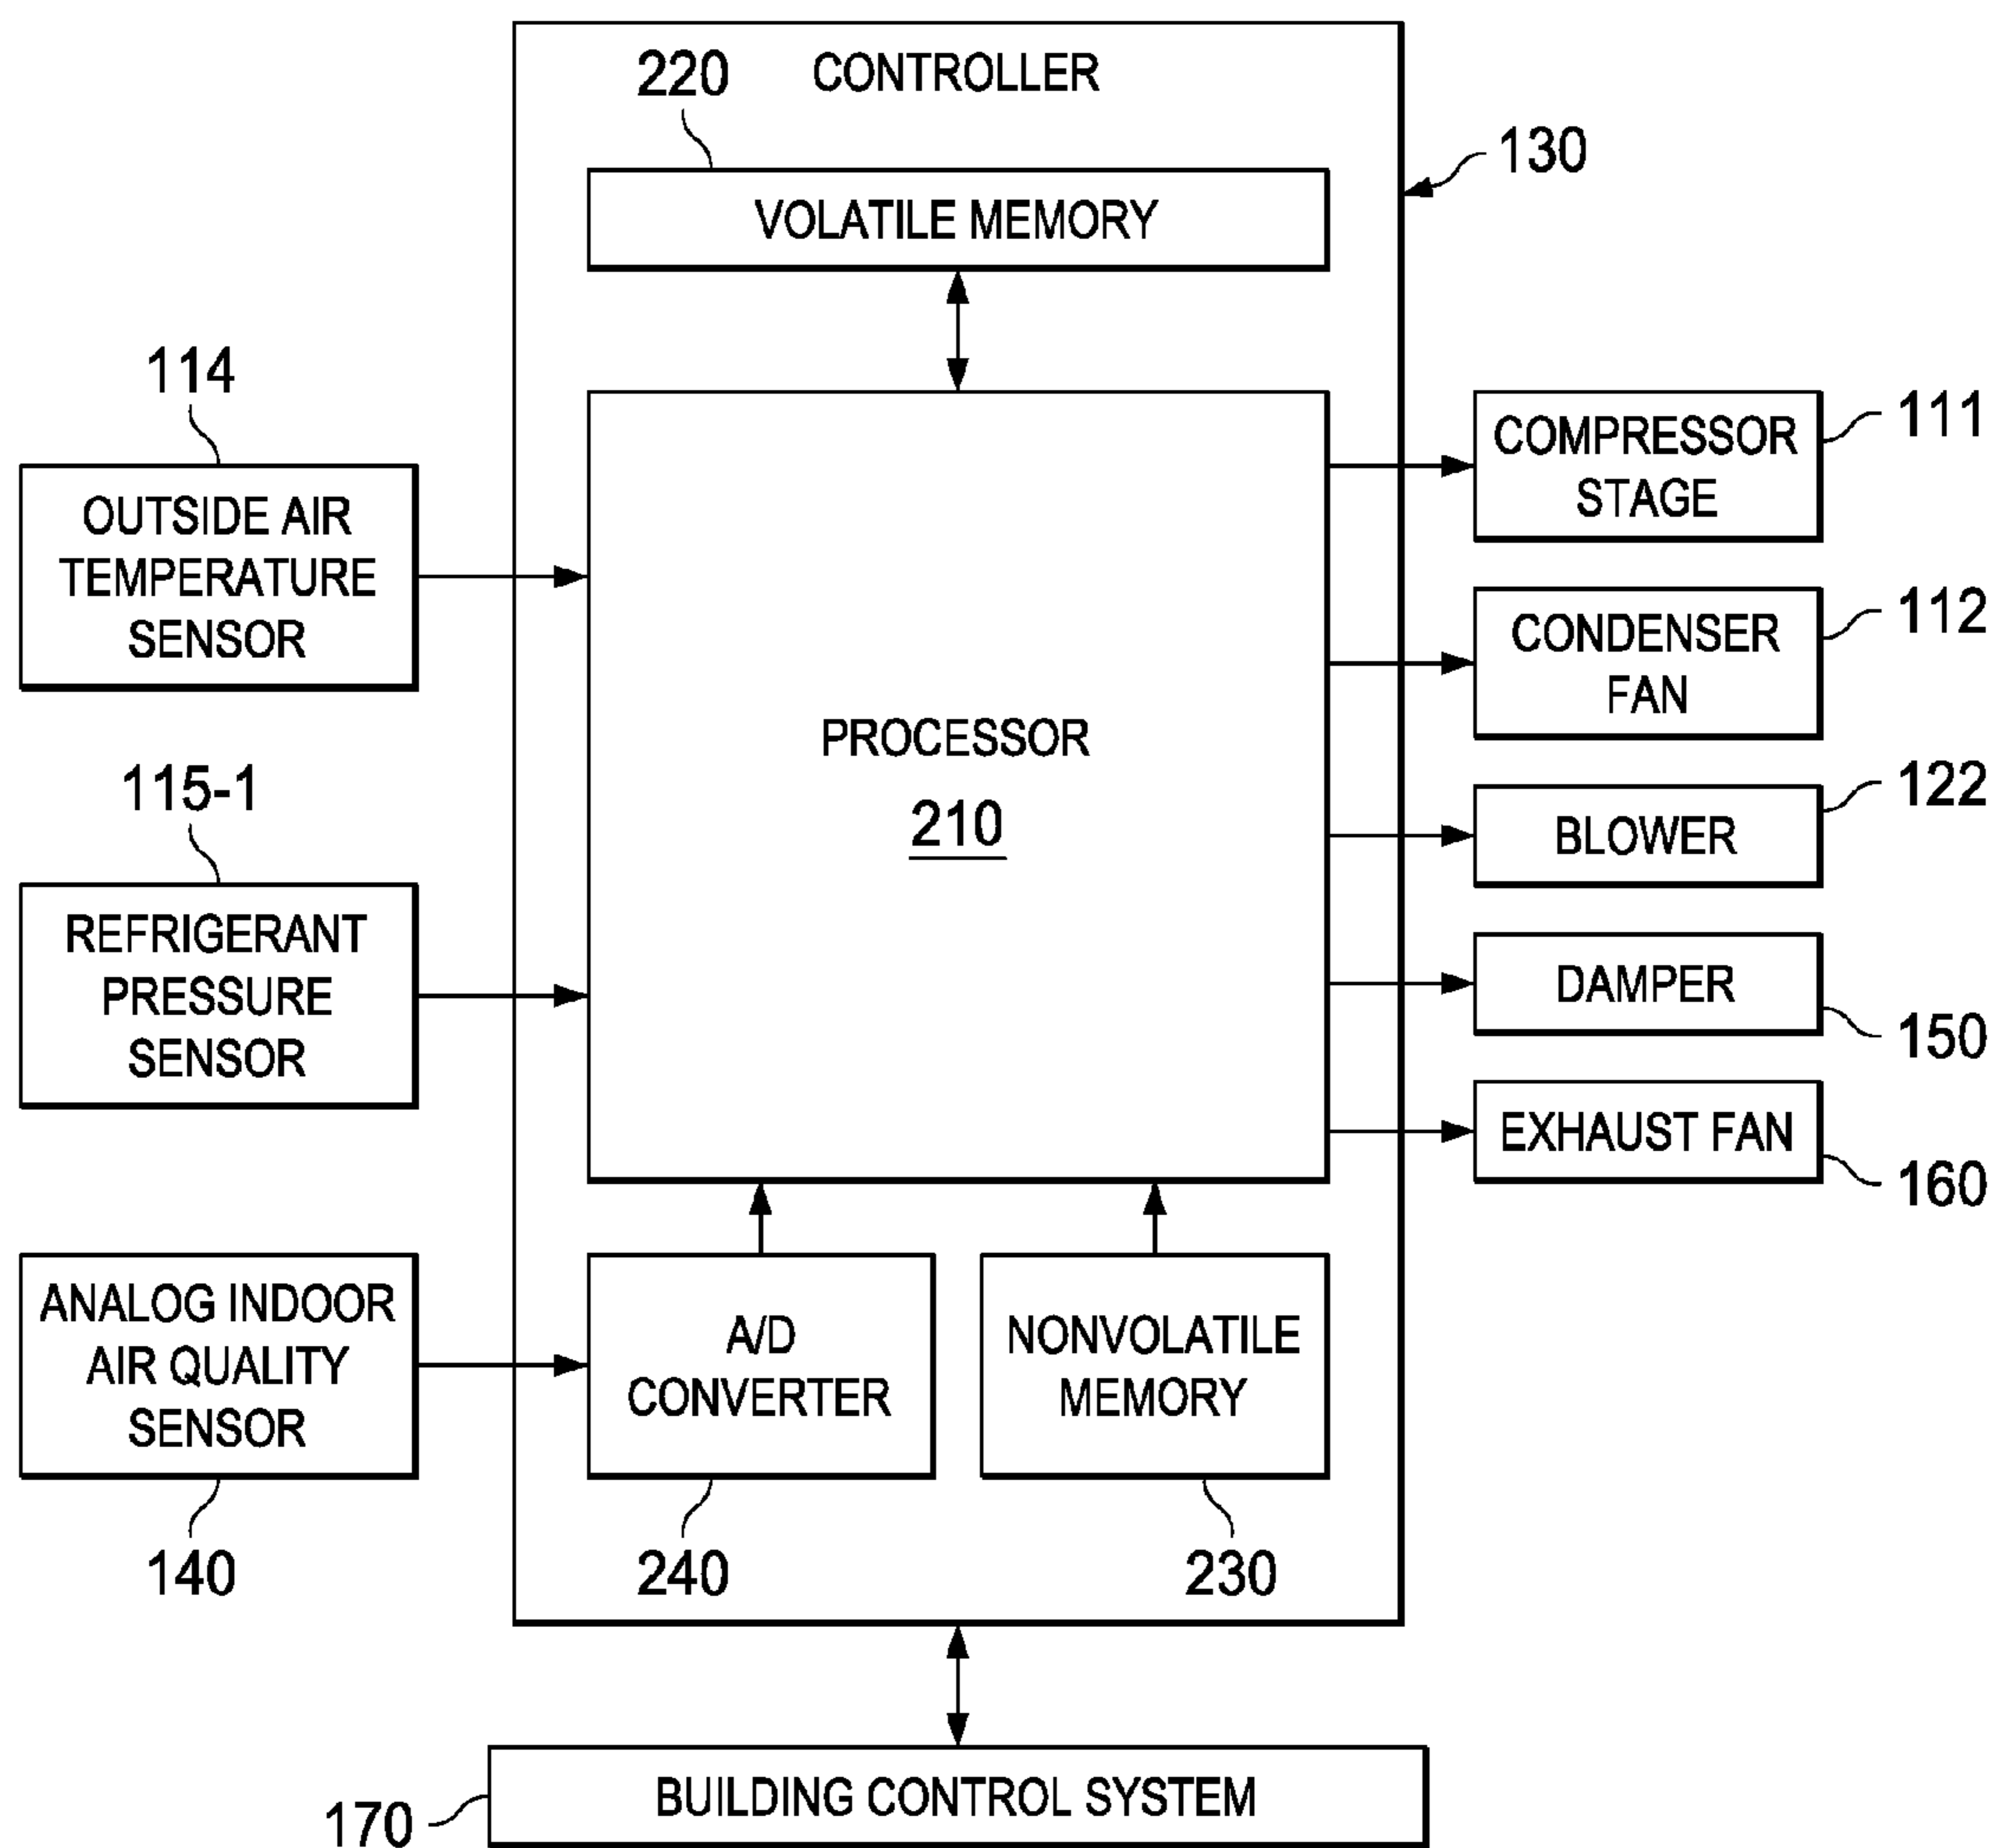 CONTROLLER
220
130
VOLATILE MEMORY
114
OUTSIDE AIR
TEMPERATURE
SENSOR
115-1
REFRIGERANT
PRESSURE
SENSOR
ANALOG INDOOR
AIR QUALITY
SENSOR
140
PROCESSOR
210
A/D
CONVERTER
240
NONVOLATILE
MEMORY
230
COMPRESSOR
STAGE
111
CONDENSER
FAN
112
BLOWER
122
DAMPER
150
EXHAUST FAN
160
BUILDING CONTROL SYSTEM
170